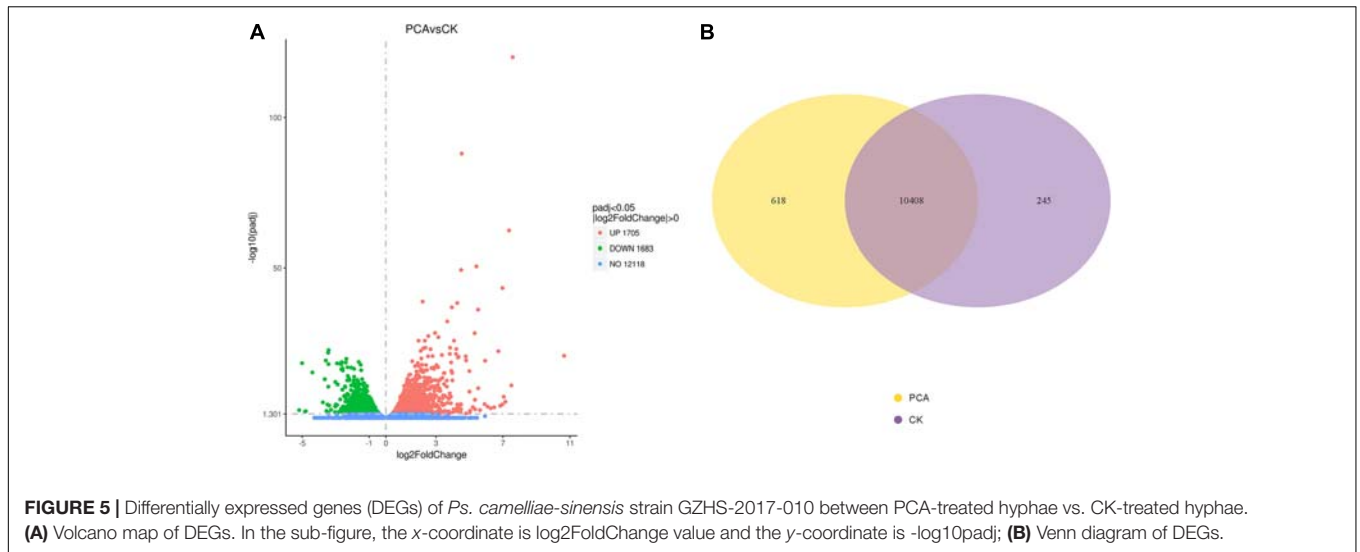 A
PCAvsCK
100
50
1.301
-log10(padj)
-5
-1
0
3
7
11
log2FoldChange
padj<0.05
|log2FoldChange|>0
UP 1705
DOWN 1683
NO 12118
B
618
10408
245
PCA
CK
FIGURE 5 | Differentially expressed genes (DEGs) of Ps. camelliae-sinensis strain GZHS-2017-010 between PCA-treated hyphae vs. CK-treated hyphae.
(A) Volcano map of DEGs. In the sub-figure, the x-coordinate is log2FoldChange value and the y-coordinate is -log10padj; (B) Venn diagram of DEGs.